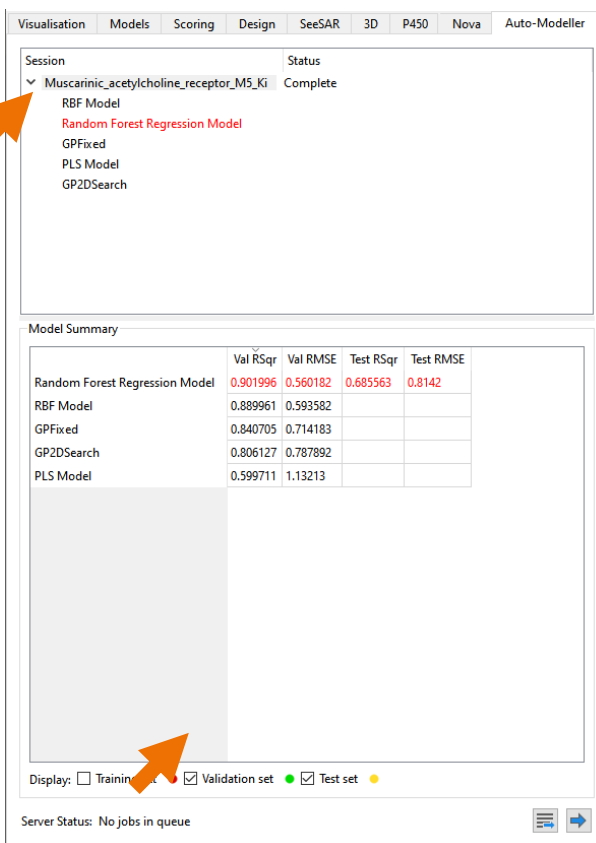 Visualisation Models Scoring Design SeeSAR 3D P450 Nova Auto-Modeller
Session Status
Muscarinic_acetylcholine_receptor_M5_Ki Complete
RBF Model
Random Forest Regression Model
GPFixed
PLS Model
GP2DSearch
Model Summary
Val RSqr Val RMSE Test RSqr Test RMSE
Random Forest Regression Model 0.901996 0.560182 0.685563 0.8142
RBF Model 0.889961 0.593582
GPFixed 0.840705 0.714183
GP2DSearch 0.806127 0.787892
PLS Model 0.599711 1.13213
Display: Validation set Test set
Server Status: No jobs in queue